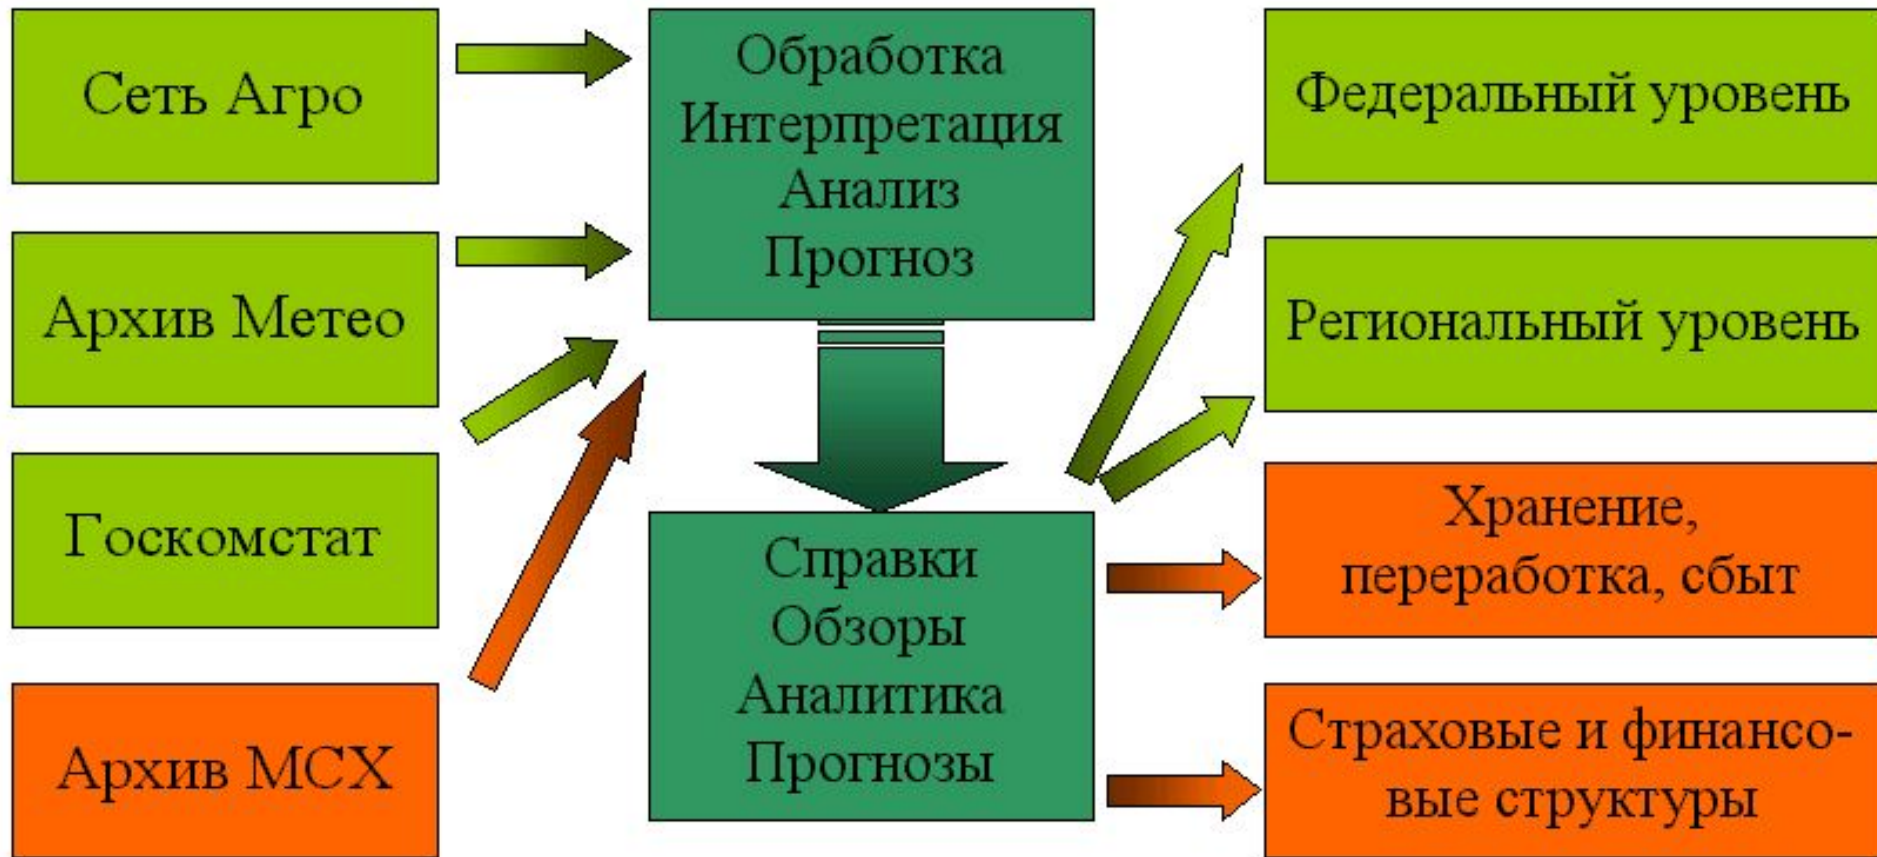 Сеть Агро
Архив Метео
Госкомстат
Архив МСХ
Обработка
Интерпретация
Анализ
Прогноз
Справки
Обзоры
Аналитика
Прогнозы
Федеральный уровень
Региональный уровень
Хранение,
переработка, сбыт
Страховые и финансо-
вые структуры